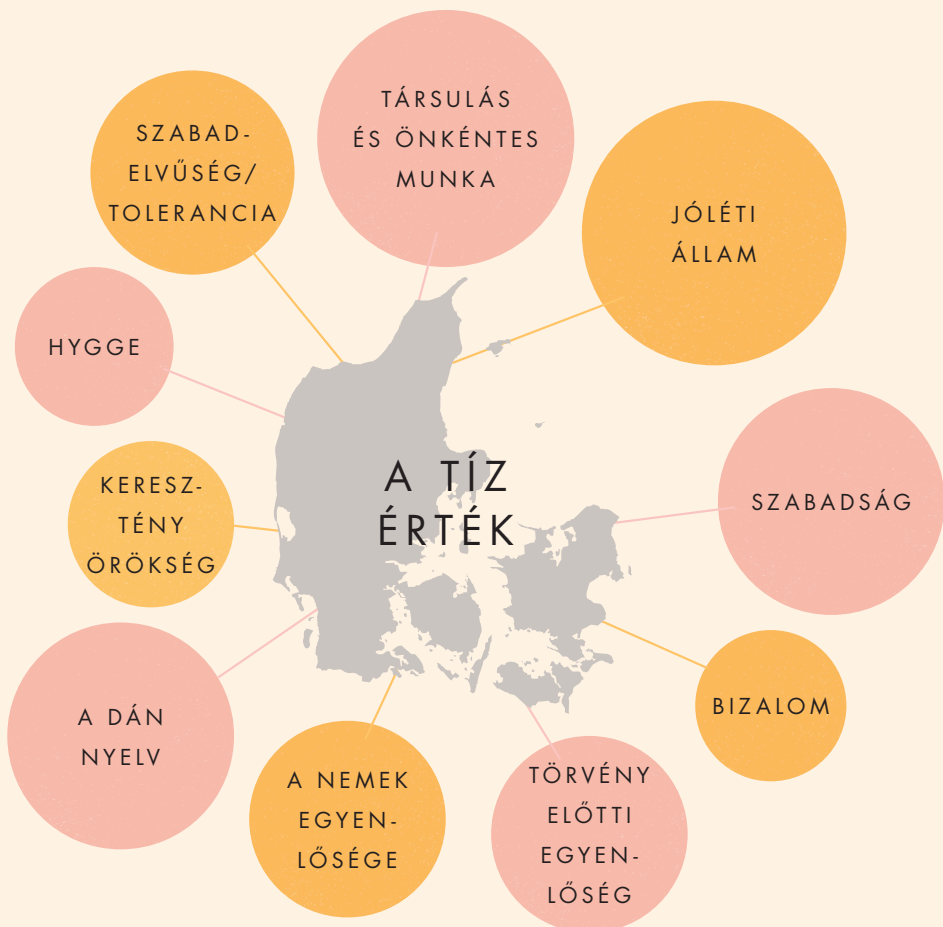 TÁRSULÁS
ÉS ÖNKÉNTES
MUNKA
SZABAD-
ELVŰSÉG/
TOLERANCIA
JÓLÉTI
ÁLLAM
HYGGE
A TÍZ
ÉRTÉK
KERESZ-
TÉNY
ÖRÖKSÉG
SZABADSÁG
A DÁN
NYELV
BIZALOM
A NEMEK
EGYEN-
LŐSÉGE
TÖRVÉNY
ELŐTTI
EGYEN-
LŐSÉG